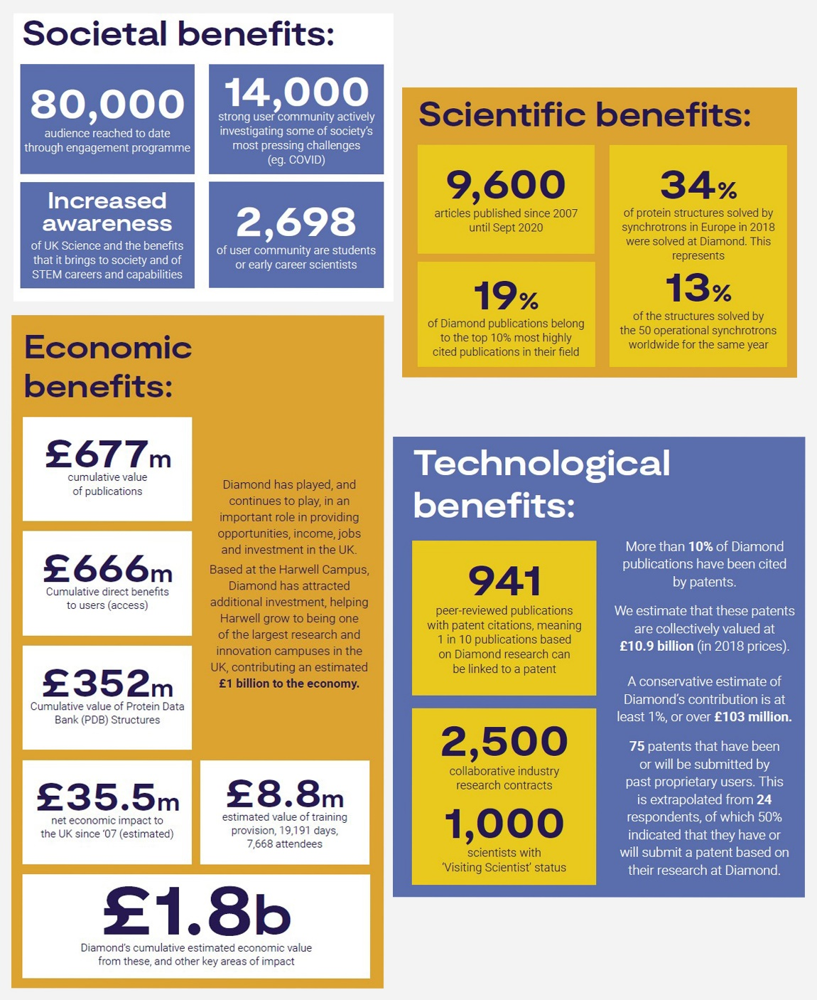 Societal benefits:
80,000
audience reached to date
through engagement programme
14,000
strong user community actively
investigating some of society's
most pressing challenges
(eg. COVID)
Increased
awareness
of UK Science and the benefits
that it brings to society and of
STEM careers and capabilities
2,698
of user community are students
or early career scientists
Scientific benefits:
9,600
articles published since 2007
until Sept 2020
19%
of Diamond publications belong
to the top 10% most highly
cited publications in their field
34%
of protein structures solved by
synchrotrons in Europe in 2018
were solved at Diamond. This
represents
13%
of the structures solved by
the 50 operational synchrotrons
worldwide for the same year
Economic
benefits:
£677m
cumulative value
of publications
£666m
Cumulative direct benefits
to users (access)
£352m
Cumulative value of Protein Data
Bank (PDB) Structures
Diamond has played, and
continues to play, in an
important role in providing
opportunities, income, jobs
and investment in the UK.
Based at the Harwell Campus,
Diamond has attracted
additional investment, helping
Harwell grow to being one
of the largest research and
innovation campuses in the
UK, contributing an estimated
£1 billion to the economy.
£35.5m
net economic impact to
the UK since '07 (estimated)
£8.8m
estimated value of training
provision, 19,191 days,
7,668 attendees
£1.8b
Diamond's cumulative estimated economic value
from these, and other key areas of impact
Technological
benefits:
941
peer-reviewed publications
with patent citations, meaning
1 in 10 publications based
on Diamond research can
be linked to a patent
2,500
collaborative industry
research contracts
1,000
scientists with
'Visiting Scientist' status
More than 10% of Diamond
publications have been cited
by patents.
We estimate that these patents
are collectively valued at
£10.9 billion (in 2018 prices).
A conservative estimate of
Diamond's contribution is at
least 1%, or over £103 million.
75 patents that have been
or will be submitted by
past proprietary users. This
is extrapolated from 24
respondents, of which 50%
indicated that they have or
will submit a patent based on
their research at Diamond.